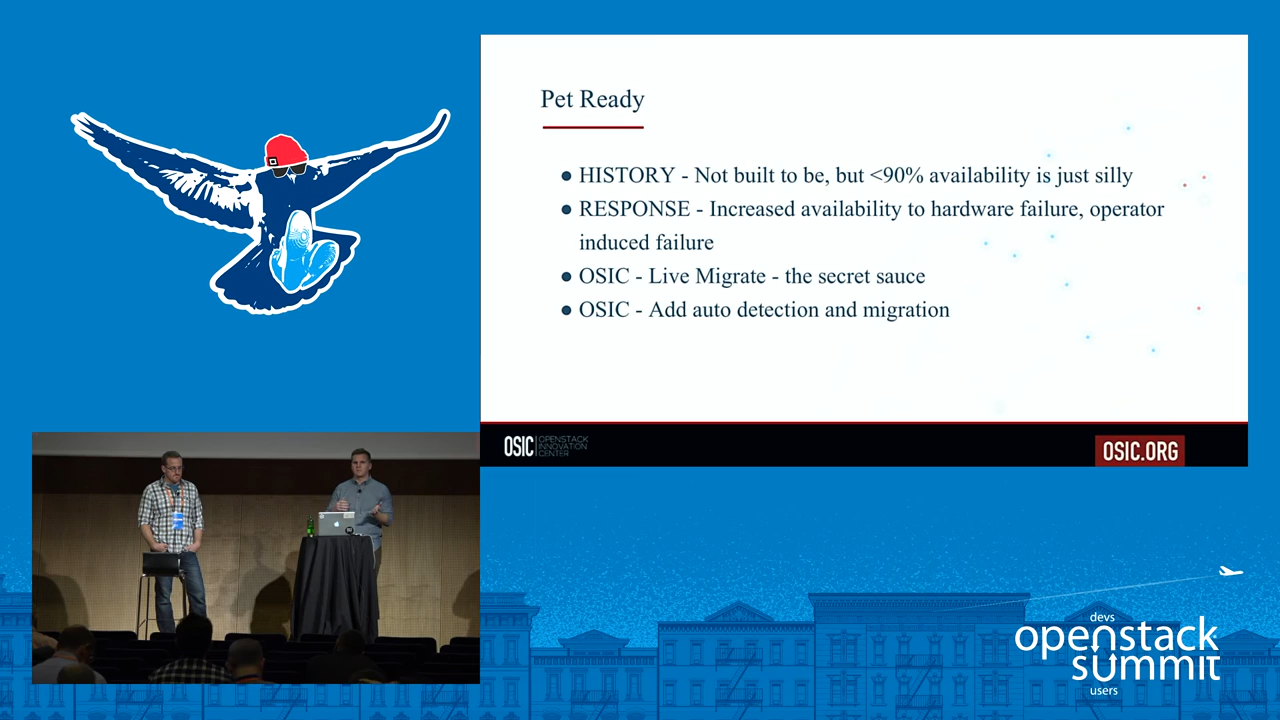 Pet Ready
● HISTORY - Not built to be, but <90% availability is just silly
● RESPONSE - Increased availability to hardware failure, operator
induced failure
● OSIC - Live Migrate - the secret sauce
● OSIC - Add auto detection and migration
OSIC OPENSTACK
INNOVATION
CENTER
OSIC.ORG
devs
openstack
summit
users